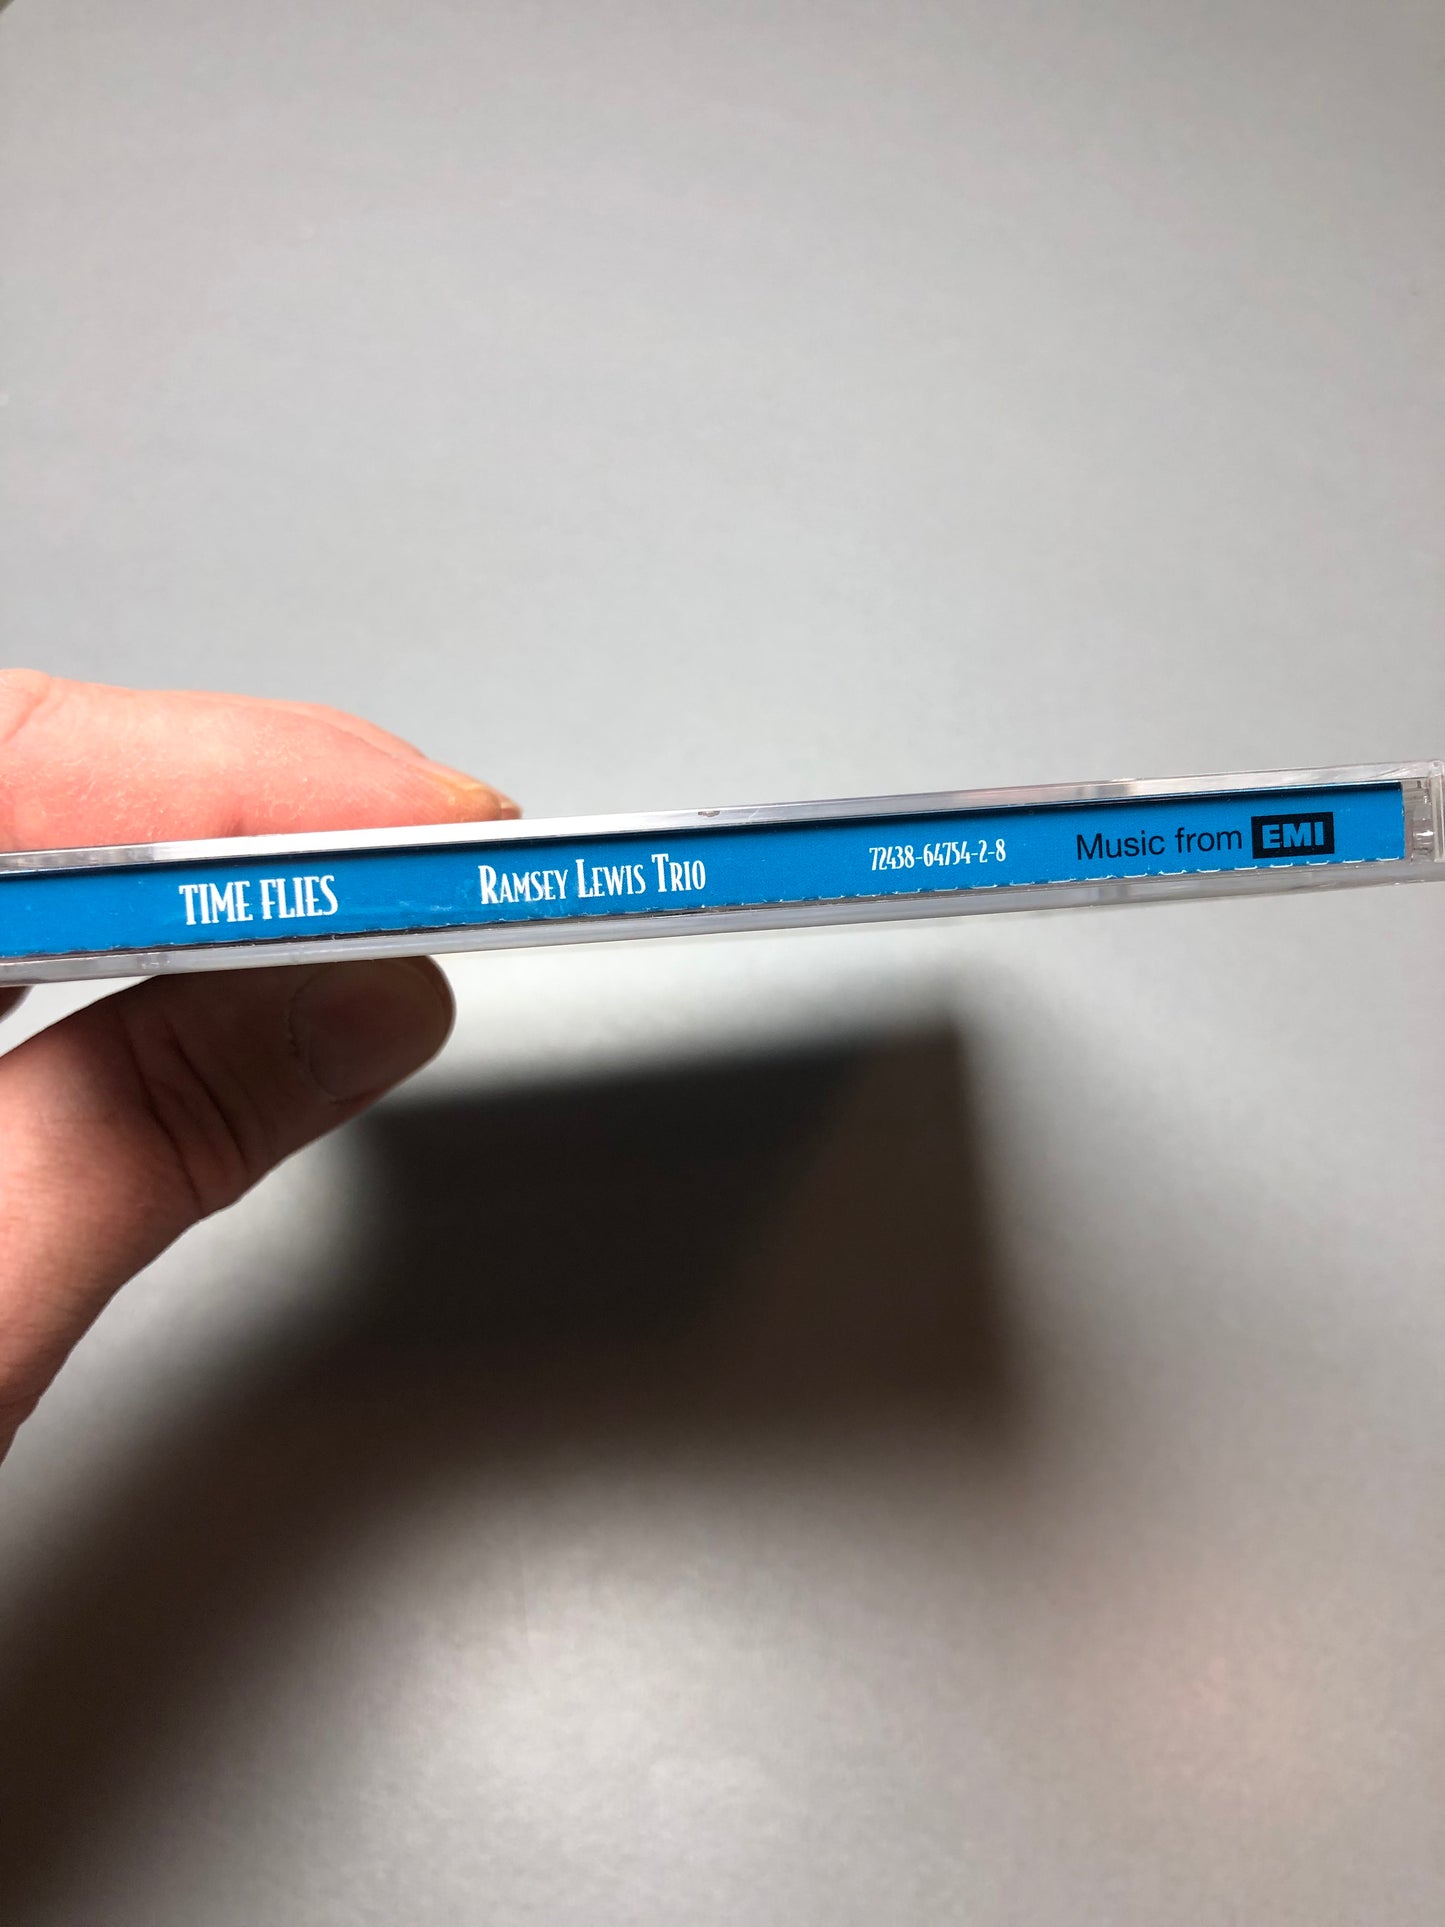 TIME FLIES Ramsey Lewis Trio 72438-64754-2-8 Music from EMI